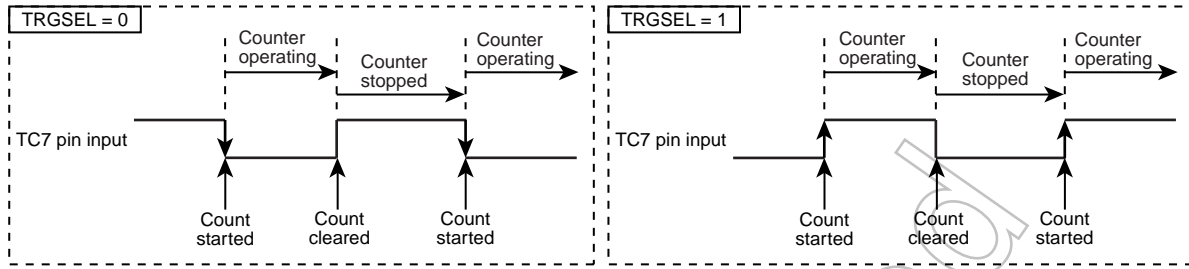 TRGSEL = 0
Counter
operating
Counter
stopped
Counter
operating
TC7 pin input
Count
started
Count
cleared
Count
started
TRGSEL = 1
Counter
operating
Counter
stopped
Counter
operating
TC7 pin input
Count
started
Count
cleared
Count
started